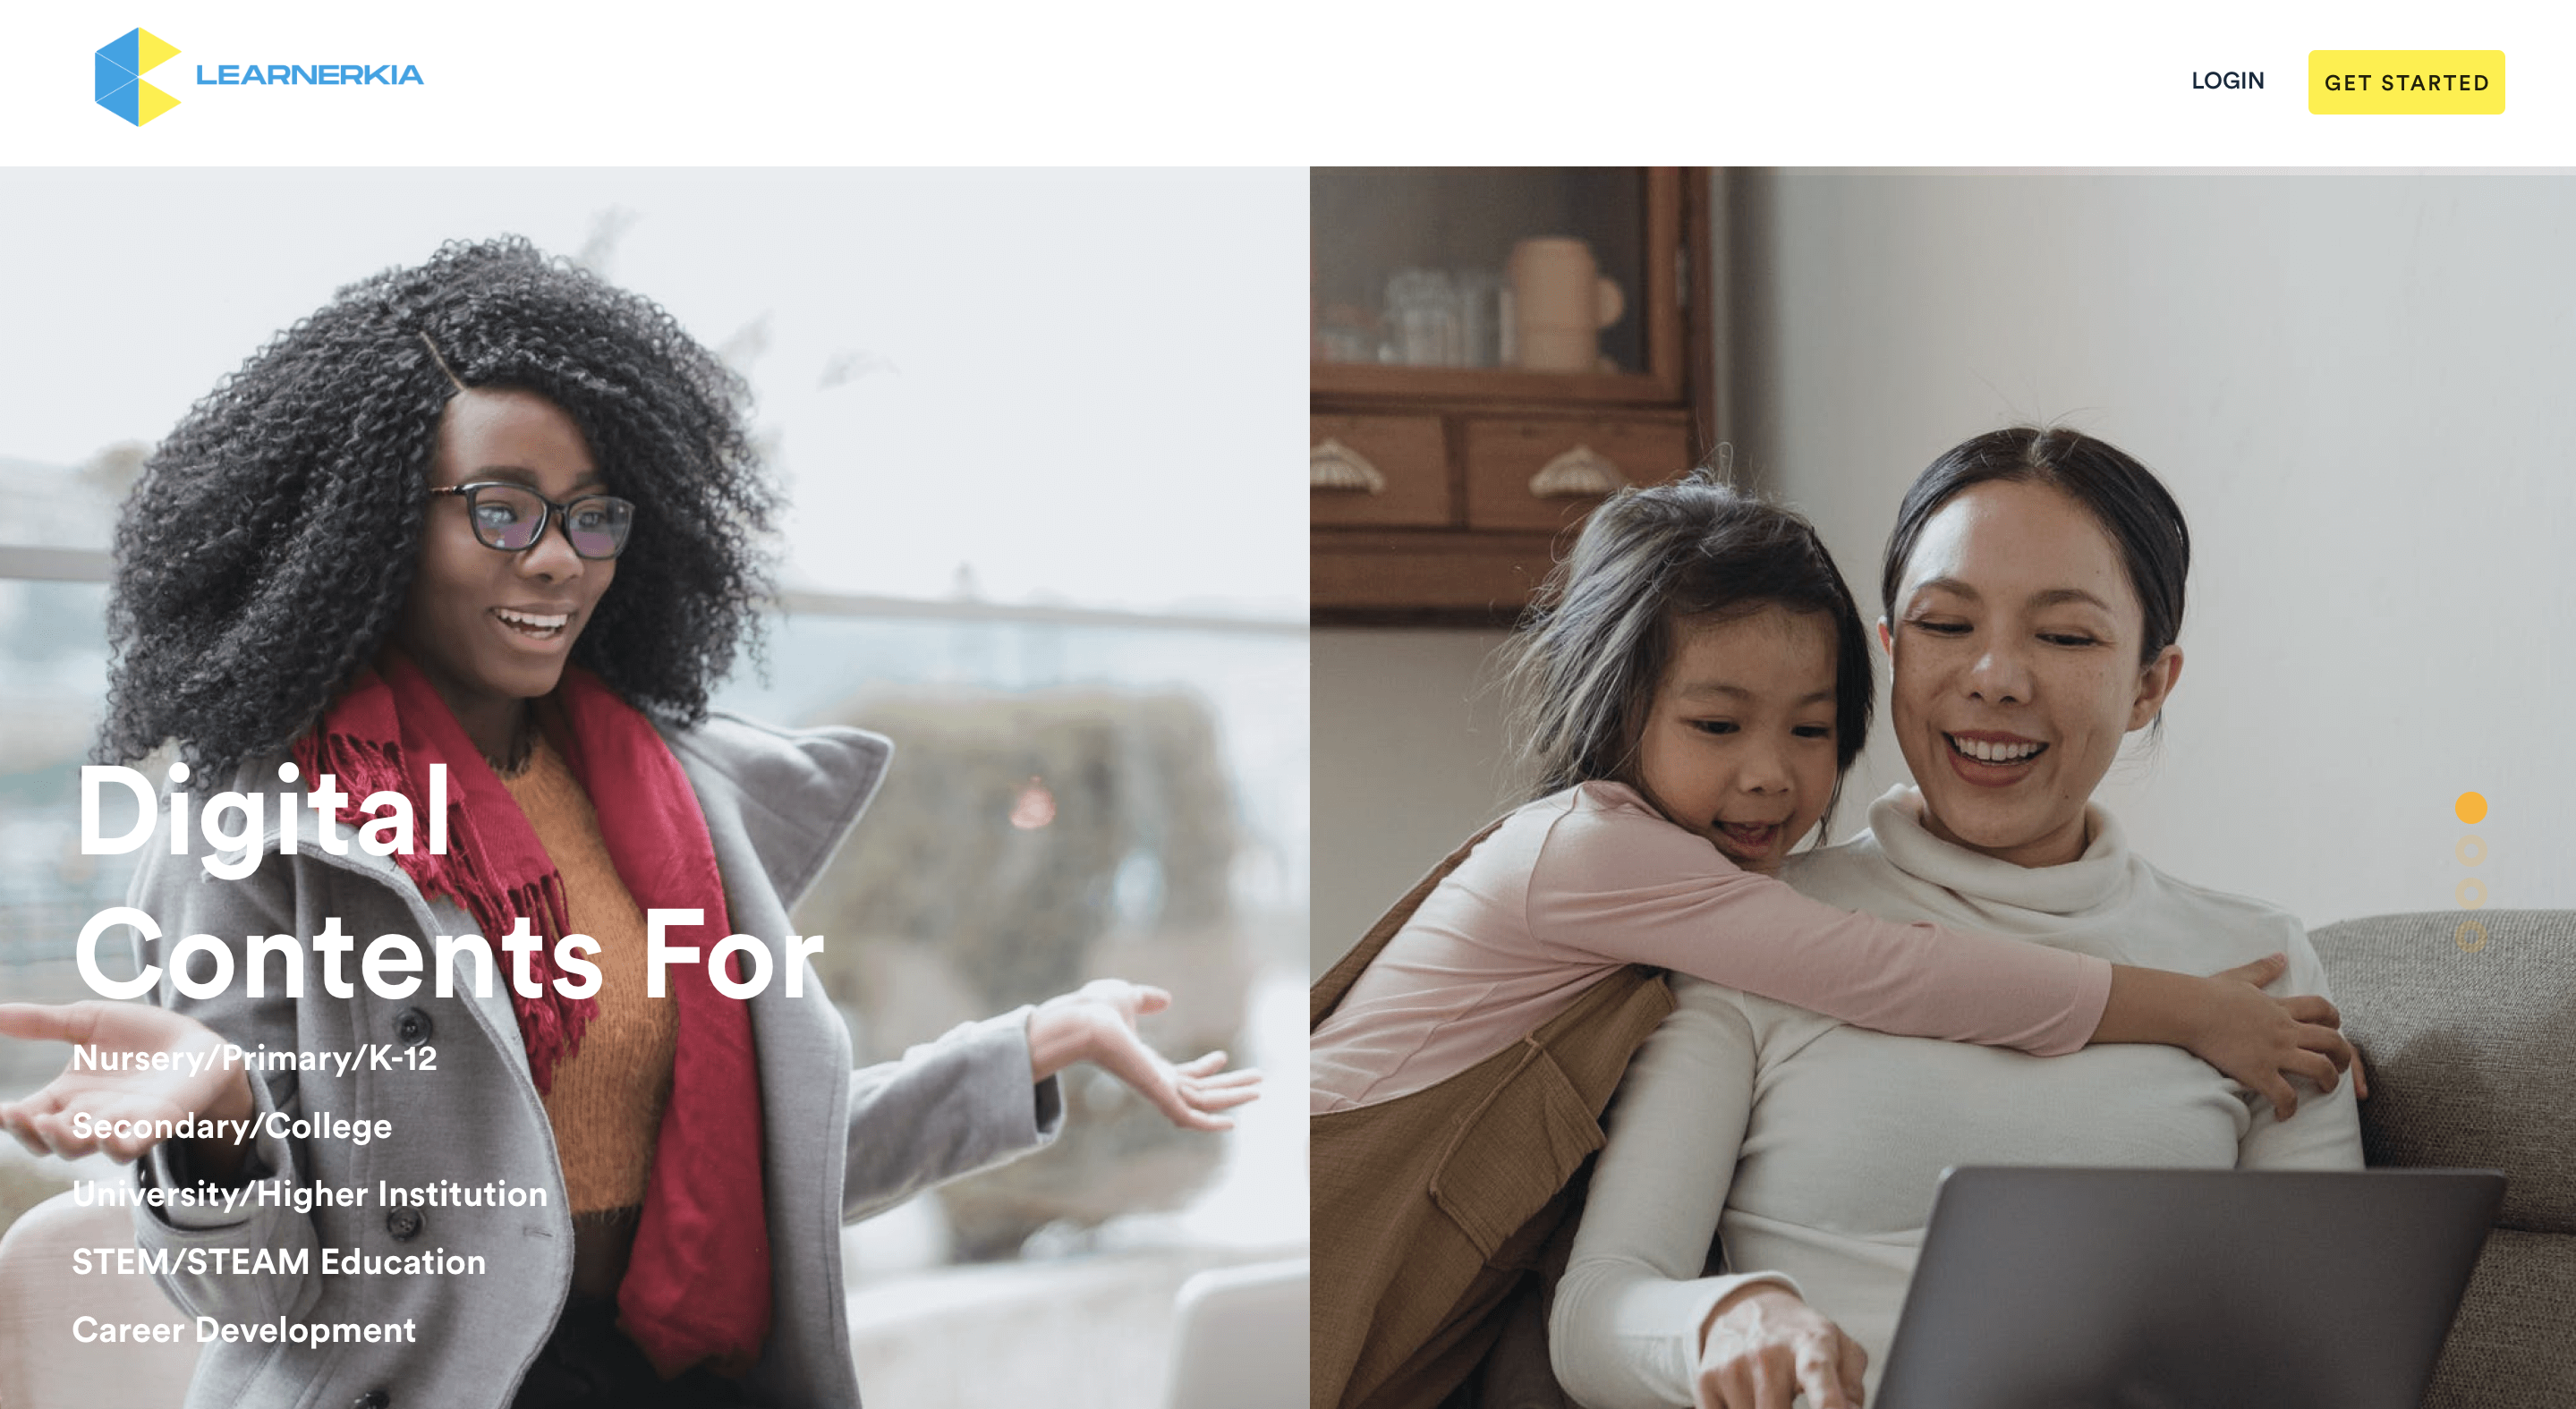 LEARNERKIA
LOGIN
GET STARTED
Digital
Contents For
Nursery/Primary/K-12
Secondary/College
University/Higher Institution
STEM/STEAM Education
Career Development